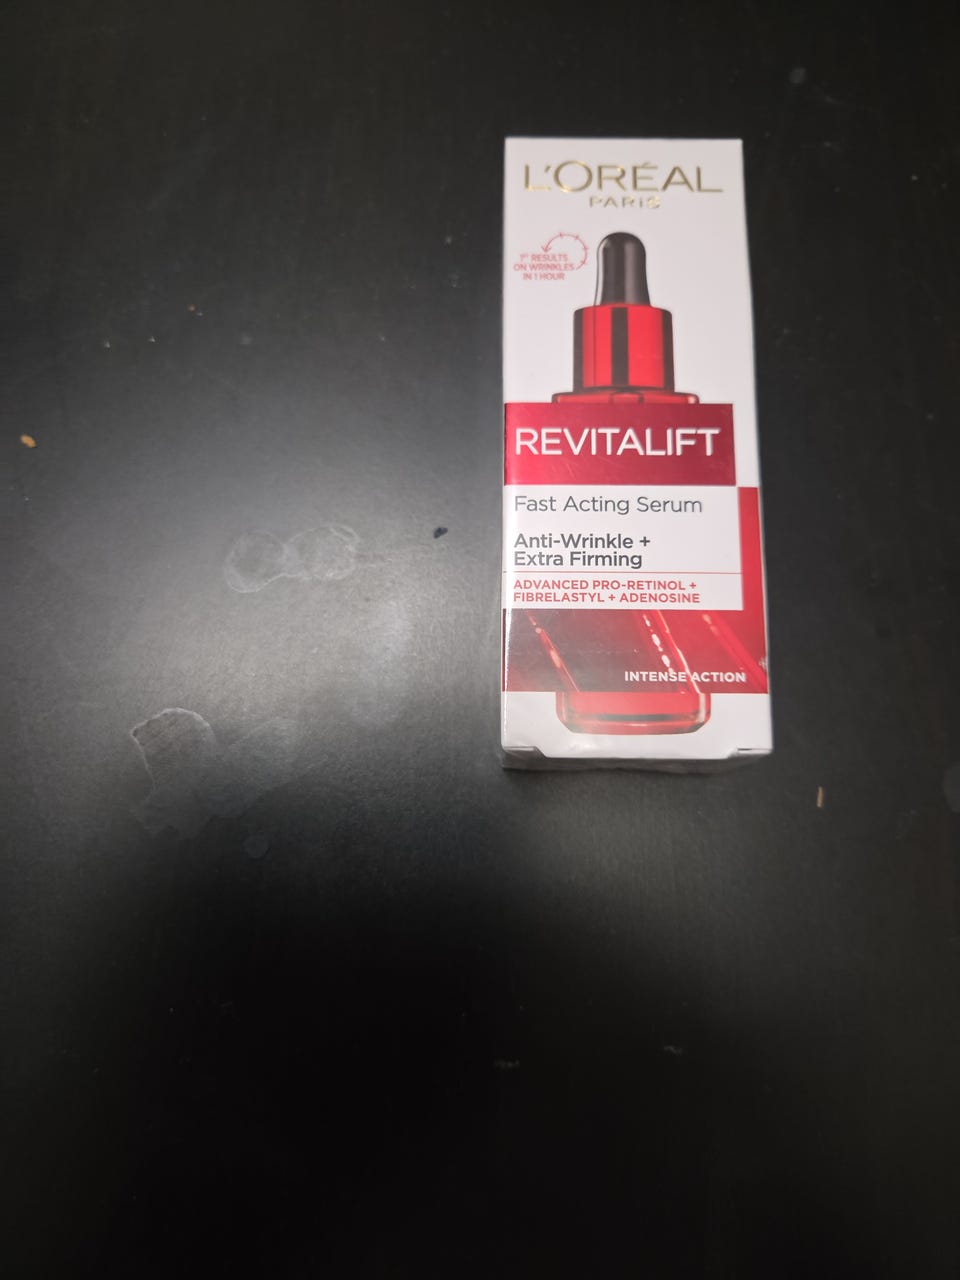 L'ORÉAL
PARIS
1ST RESULTS
ON WRINKLES
IN 1 HOUR
REVITALIFT
Fast Acting Serum
Anti-Wrinkle +
Extra Firming
ADVANCED PRO-RETINOL +
FIBRELASTYL + ADENOSINE
INTENSE ACTION